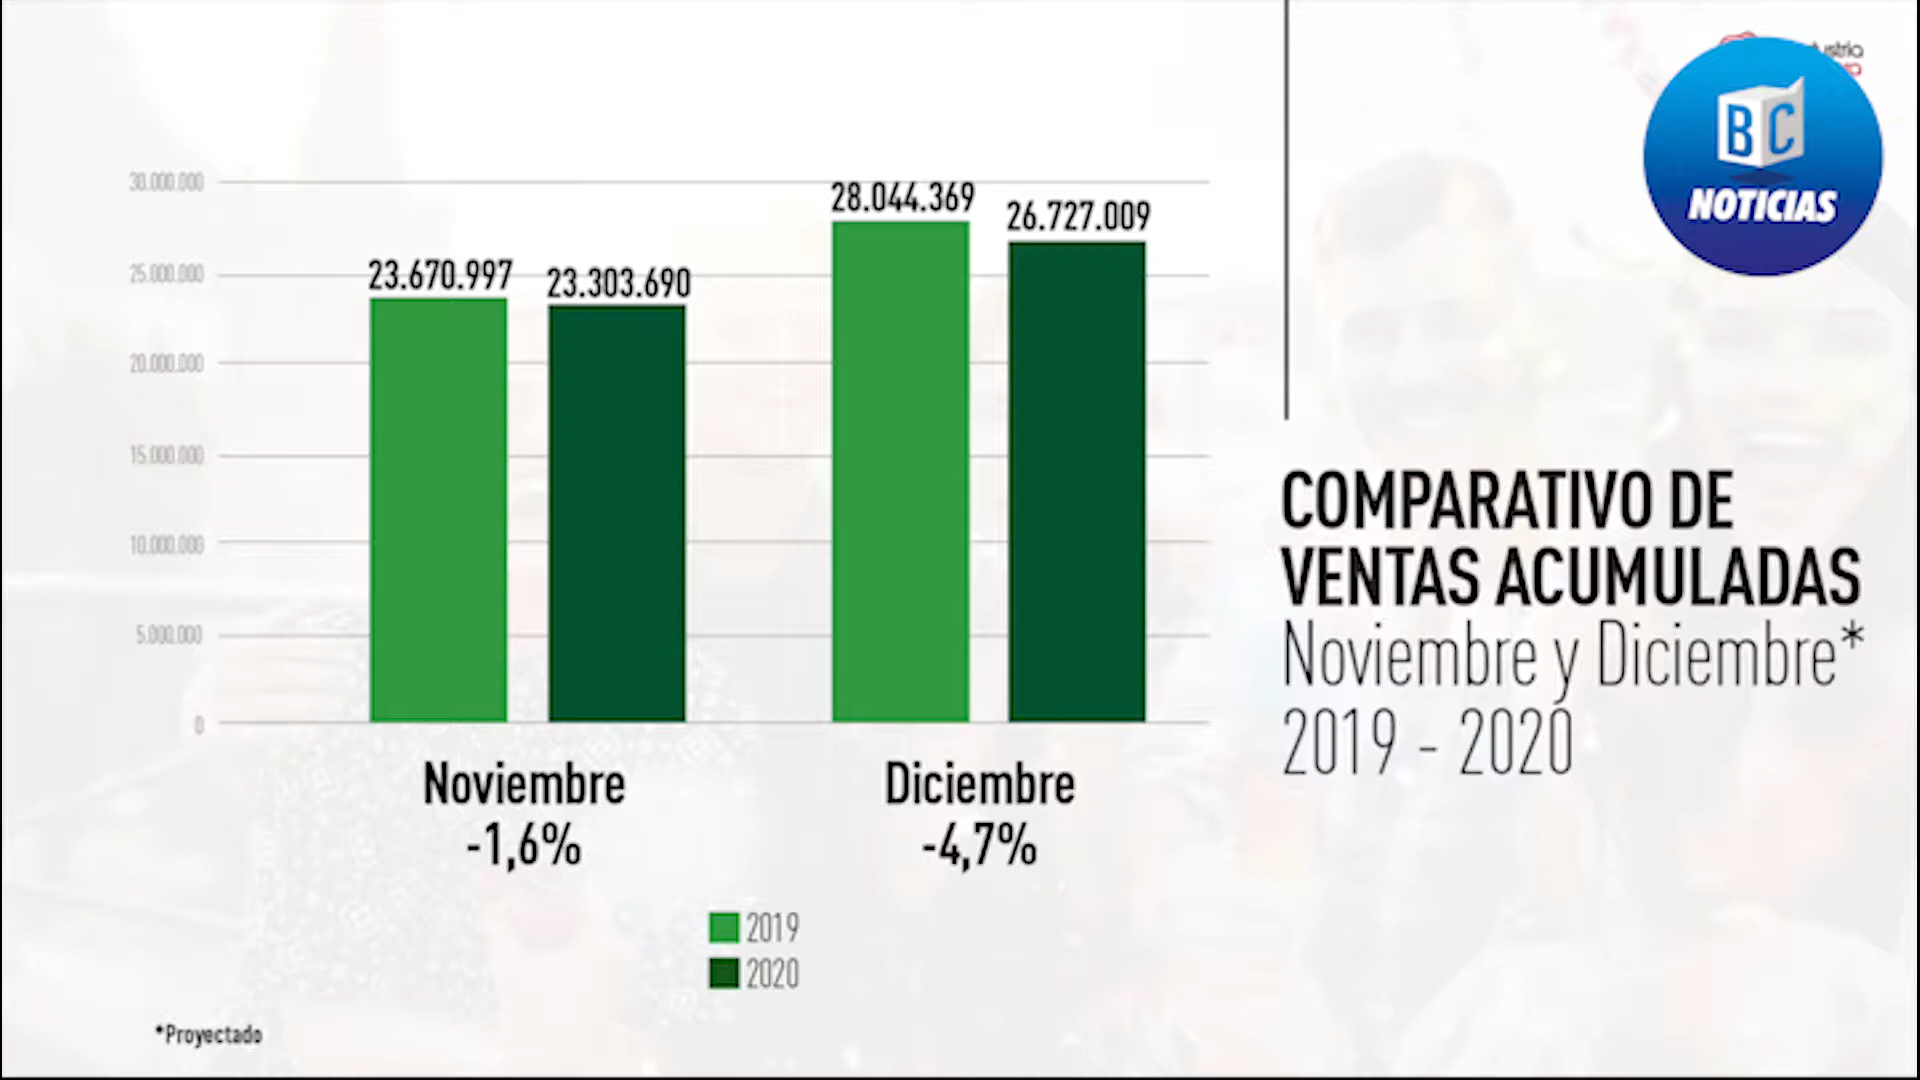 30.000.000
25.000.000
20.000.000
15.000.000
10.000.000
5.000.000
0
23.670.997
23.303.690
28.044.369
26.727.009
Noviembre
-1,6%
Diciembre
-4,7%
2019
2020
*Proyectado
BC
NOTICIAS
COMPARATIVO DE
VENTAS ACUMULADAS
Noviembre y Diciembre*
2019 - 2020